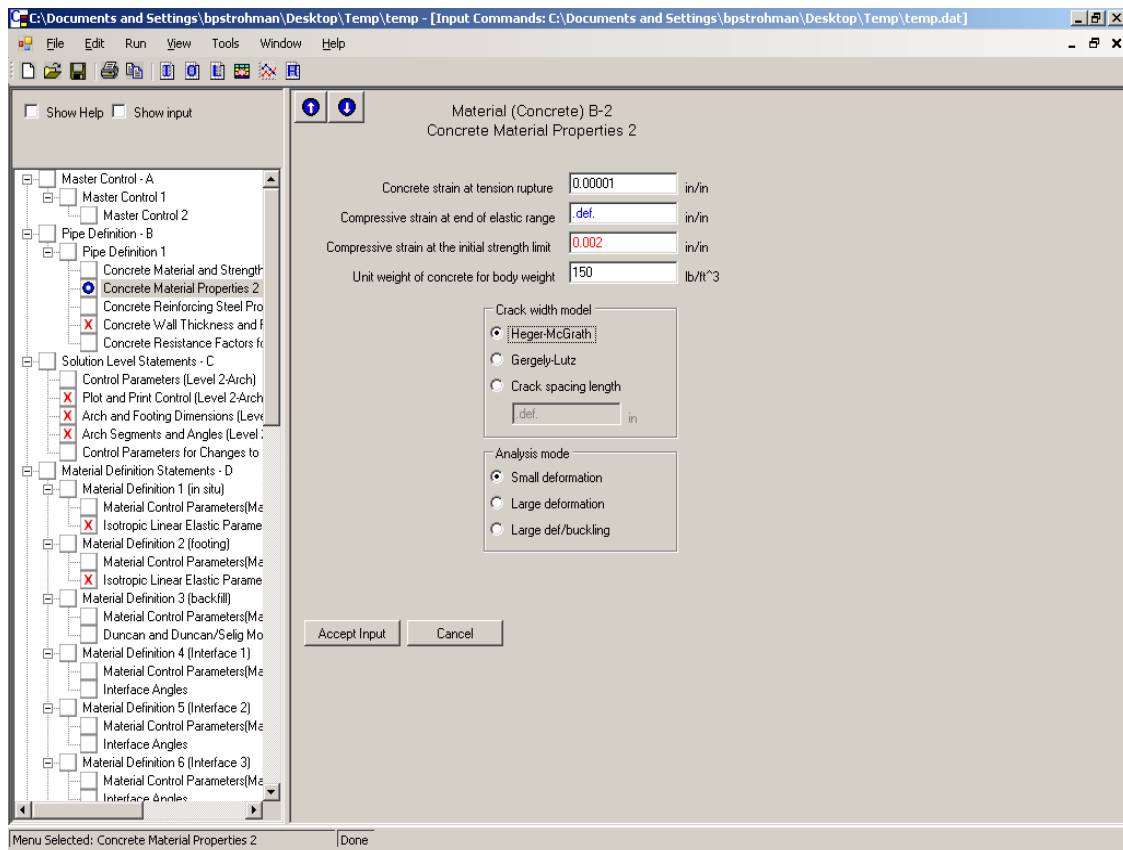 C:\Documents and Settings\bpstrohman\Desktop\Temp\temp - [Input Commands: C:\Documents and Settings\bpstrohman\Desktop\Temp\temp.dat]
File Edit Run View Tools Window Help
Show Help Show input
Master Control - A
Master Control 1
Master Control 2
Pipe Definition - B
Pipe Definition 1
Concrete Material and Strength
Concrete Material Properties 2
Concrete Reinforcing Steel Pro
Concrete Wall Thickness and
Concrete Resistance Factors fo
Solution Level Statements - C
Control Parameters (Level 2-Arch)
Plot and Print Control (Level 2-Arch
Arch and Footing Dimensions (Leve
Arch Segments and Angles (Level
Control Parameters for Changes to
Material Definition Statements - D
Material Definition 1 (in situ)
Material Control Parameters(Ma
Isotropic Linear Elastic Parame
Material Definition 2 (footing)
Material Control Parameters(Ma
Isotropic Linear Elastic Parame
Material Definition 3 (backfill)
Material Control Parameters(Ma
Duncan and Duncan/Selig Mo
Material Definition 4 (Interface 1)
Material Control Parameters(Ma
Interface Angles
Material Definition 5 (Interface 2)
Material Control Parameters(Ma
Interface Angles
Material Definition 6 (Interface 3)
Material Control Parameters(Ma
Interface Angles
Material (Concrete) B-2
Concrete Material Properties 2
Concrete strain at tension rupture 0.00001 in/in
Compressive strain at end of elastic range .def. in/in
Compressive strain at the initial strength limit 0.002 in/in
Unit weight of concrete for body weight 150 lb/ft^3
Crack width model
Heger-McGrath
Gergely-Lutz
Crack spacing length
.def. in
Analysis mode
Small deformation
Large deformation
Large def/buckling
Accept Input Cancel
Menu Selected: Concrete Material Properties 2 Done